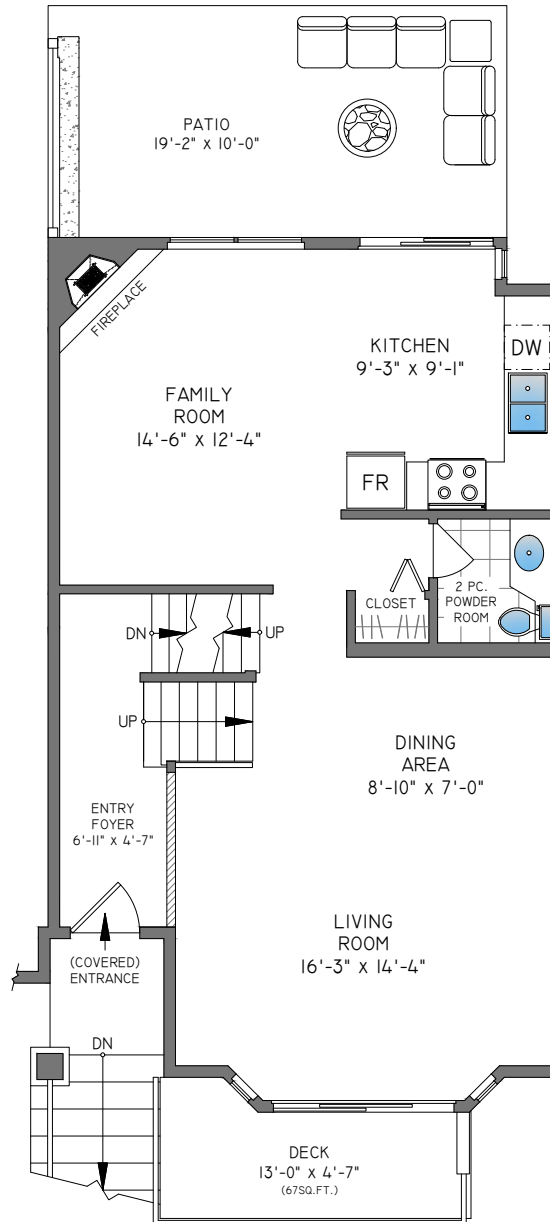 PATIO
19'-2" x 10'-0"
FIREPLACE
KITCHEN
9'-3" x 9'-1"
DW
FAMILY
ROOM
14'-6" x 12'-4"
FR
CLOSET
2 PC.
POWDER
ROOM
DN
UP
UP
DINING
AREA
8'-10" x 7'-0"
ENTRY
FOYER
6'-11" x 4'-7"
LIVING
ROOM
16'-3" x 14'-4"
(COVERED)
ENTRANCE
DN
DECK
13'-0" x 4'-7"
(67SQ.FT.)